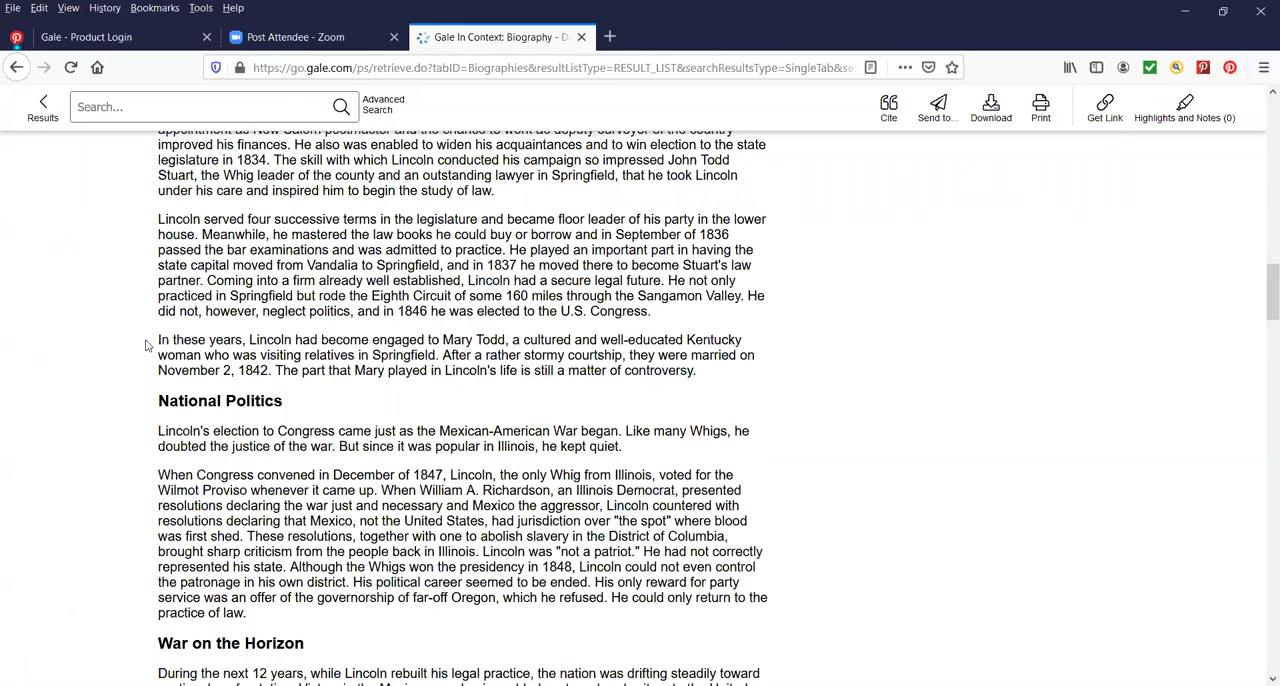 File Edit View History Bookmarks Tools Help
Gale - Product Login
Post Attendee - Zoom
Gale In Context: Biography - D
https://go.gale.com/ps/retrieve.do?tabID=Biographies&resultListType=RESULT_LIST&searchResultsType=SingleTab&se
Results
Search...
Advanced
Search
Cite
Send to...
Download
Print
Get Link
Highlights and Notes (0)
appointment as New Salem postmaster and the chance to work as deputy surveyor of the country
improved his finances. He also was enabled to widen his acquaintances and to win election to the state
legislature in 1834. The skill with which Lincoln conducted his campaign so impressed John Todd
Stuart, the Whig leader of the county and an outstanding lawyer in Springfield, that he took Lincoln
under his care and inspired him to begin the study of law.
Lincoln served four successive terms in the legislature and became floor leader of his party in the lower
house. Meanwhile, he mastered the law books he could buy or borrow and in September of 1836
passed the bar examinations and was admitted to practice. He played an important part in having the
state capital moved from Vandalia to Springfield, and in 1837 he moved there to become Stuart's law
partner. Coming into a firm already well established, Lincoln had a secure legal future. He not only
practiced in Springfield but rode the Eighth Circuit of some 160 miles through the Sangamon Valley. He
did not, however, neglect politics, and in 1846 he was elected to the U.S. Congress.
In these years, Lincoln had become engaged to Mary Todd, a cultured and well-educated Kentucky
woman who was visiting relatives in Springfield. After a rather stormy courtship, they were married on
November 2, 1842. The part that Mary played in Lincoln's life is still a matter of controversy.
National Politics
Lincoln's election to Congress came just as the Mexican-American War began. Like many Whigs, he
doubted the justice of the war. But since it was popular in Illinois, he kept quiet.
When Congress convened in December of 1847, Lincoln, the only Whig from Illinois, voted for the
Wilmot Proviso whenever it came up. When William A. Richardson, an Illinois Democrat, presented
resolutions declaring the war just and necessary and Mexico the aggressor, Lincoln countered with
resolutions declaring that Mexico, not the United States, had jurisdiction over "the spot" where blood
was first shed. These resolutions, together with one to abolish slavery in the District of Columbia,
brought sharp criticism from the people back in Illinois. Lincoln was "not a patriot." He had not correctly
represented his state. Although the Whigs won the presidency in 1848, Lincoln could not even control
the patronage in his own district. His political career seemed to be ended. His only reward for party
service was an offer of the governorship of far-off Oregon, which he refused. He could only return to the
practice of law.
War on the Horizon
During the next 12 years, while Lincoln rebuilt his legal practice, the nation was drifting steadily toward